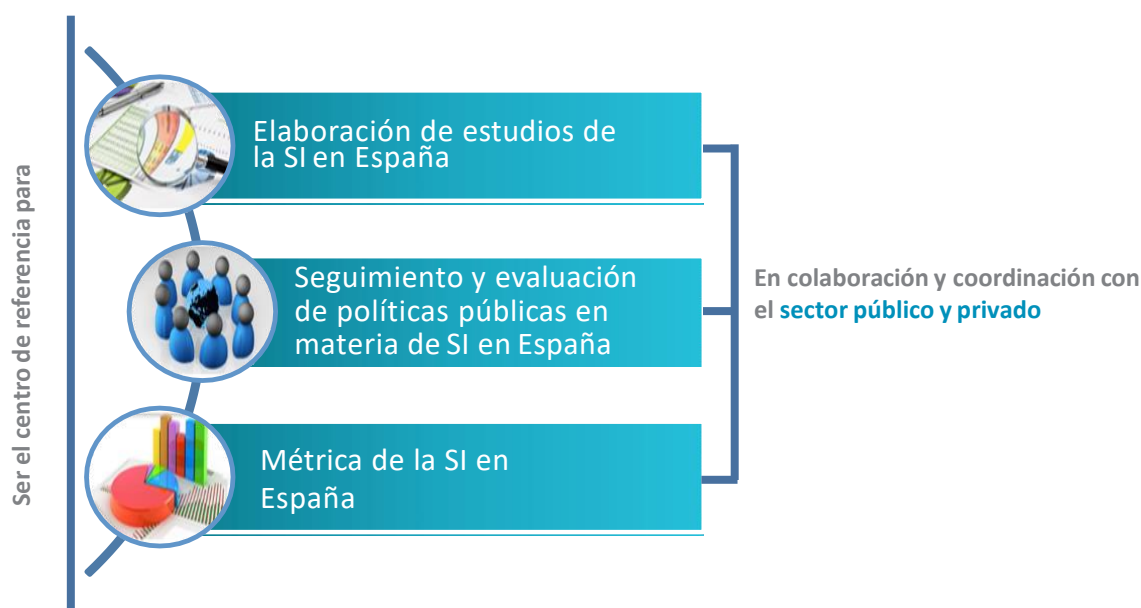 Ser el centro de referencia para
Elaboración de estudios de
la SI en España
Seguimiento y evaluación
de políticas públicas en
materia de SI en España
Métrica de la SI en
España
En colaboración y coordinación con
el sector público y privado